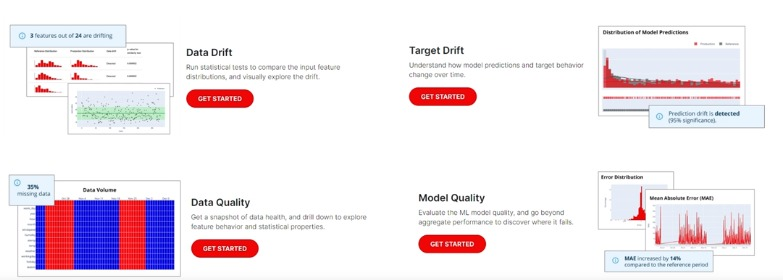 3 features out of 24 are drifting
Data Drift
Run statistical tests to compare the input feature
distributions, and visually explore the drift.
GET STARTED
Target Drift
Understand how model predictions and target behavior
change over time.
GET STARTED
Distribution of Model Predictions
Prediction drift is detected
(95% significance).
35%
missing data
Data Volume
Data Quality
Get a snapshot of data health, and drill down to explore
feature behavior and statistical properties.
GET STARTED
Model Quality
Evaluate the ML model quality, and go beyond
aggregate performance to discover where it fails.
GET STARTED
Error Distribution
Mean Absolute Error (MAE)
MAE increased by 14%
compared to the reference period